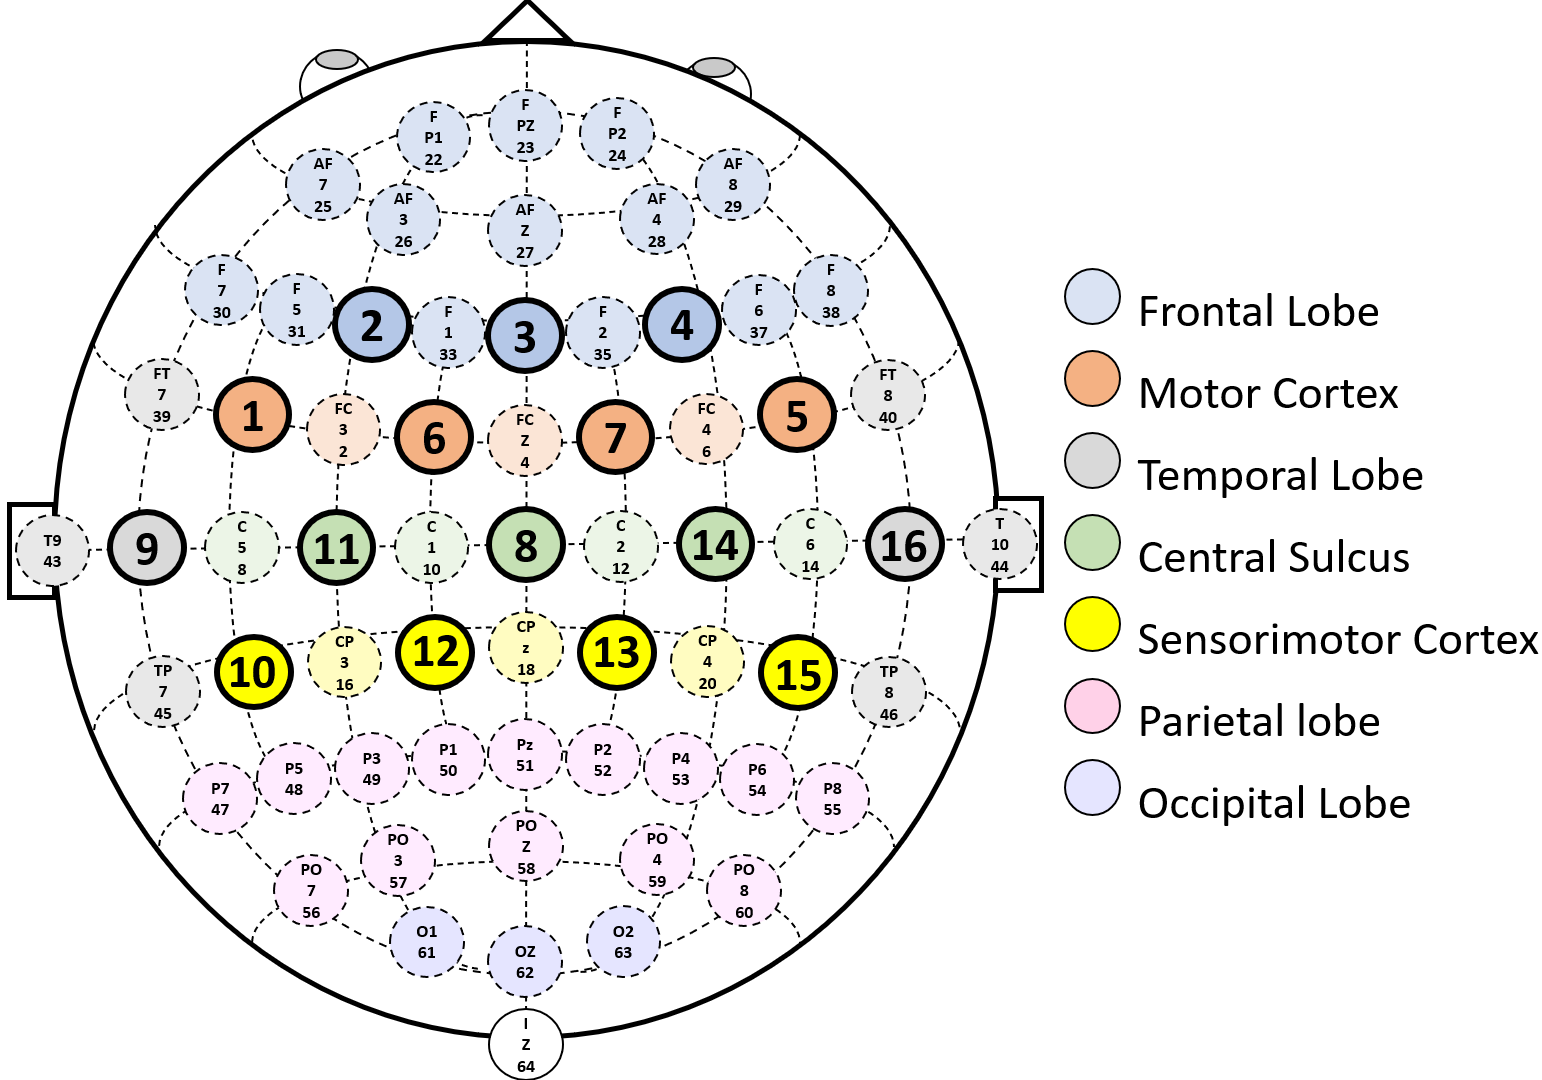 F
PZ
23
F
P1
22
F
P2
24
AF
7
25
AF
8
29
AF
3
26
AF
Z
27
AF
4
28
F
7
30
F
5
31
2
F
1
33
3
F
2
35
4
F
6
37
F
8
38
FT
7
39
1
FC
3
2
6
FC
Z
4
7
FC
4
6
5
FT
8
40
T9
43
9
C
5
8
11
C
1
10
8
C
2
12
14
C
6
14
16
T
10
44
TP
7
45
10
CP
3
16
12
CP
z
18
13
CP
4
20
15
TP
8
46
P7
47
P5
48
P3
49
P1
50
Pz
51
P2
52
P4
53
P6
54
P8
55
PO
7
56
PO
3
57
PO
Z
58
PO
4
59
PO
8
60
O1
61
OZ
62
O2
63
I
Z
64
Frontal Lobe
Motor Cortex
Temporal Lobe
Central Sulcus
Sensorimotor Cortex
Parietal lobe
Occipital Lobe